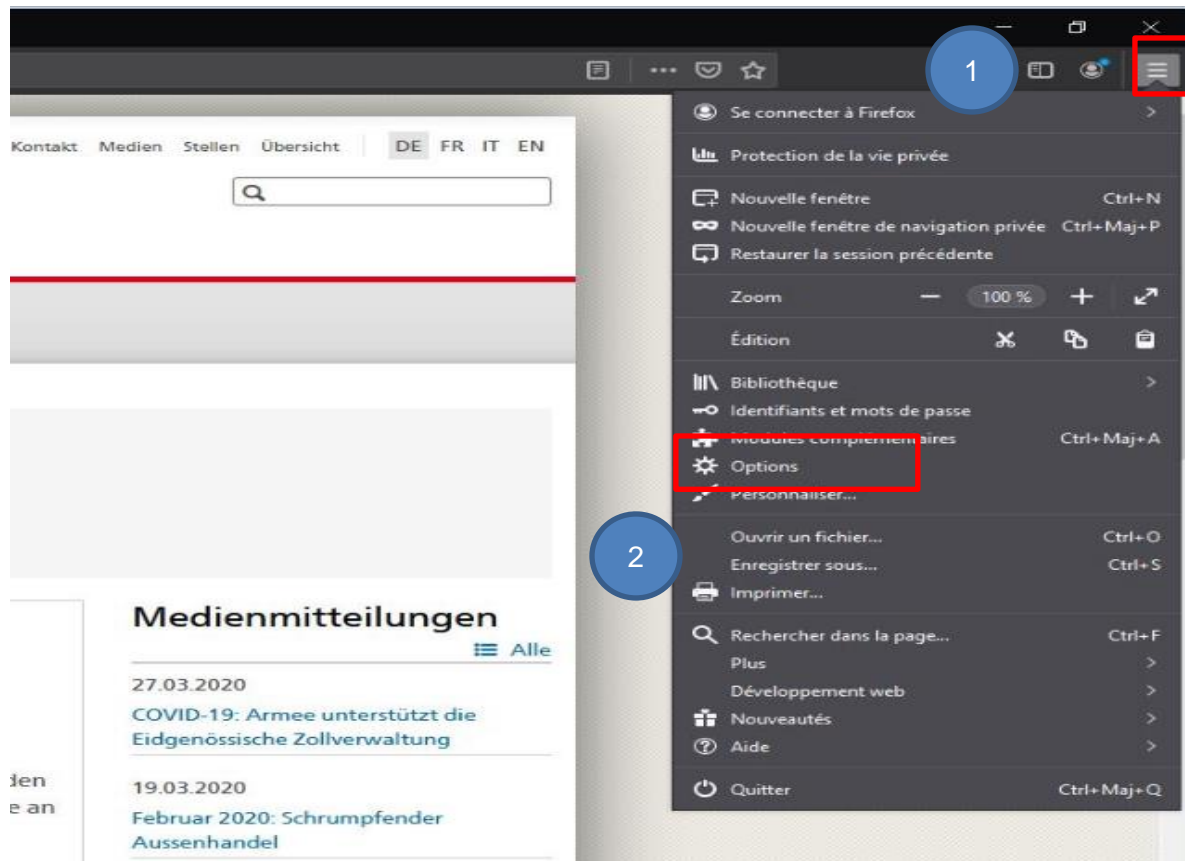 1
Kontakt Medien Stellen Übersicht DE FR IT EN
Se connecter à Firefox
Protection de la vie privée
Nouvelle fenêtre Ctrl+N
Nouvelle fenêtre de navigation privée Ctrl+Maj+P
Restaurer la session précédente
Zoom 100 %
Édition
Bibliothèque
Identifiants et mots de passe
Modules complémentaires Ctrl+Maj+A
Options
Personnaliser...
2
Ouvrir un fichier... Ctrl+O
Enregistrer sous... Ctrl+S
Imprimer...
Rechercher dans la page... Ctrl+F
Plus
Développement web
Nouveautés
Aide
Quitter Ctrl+Maj+Q
Medienmitteilungen
Alle
27.03.2020
COVID-19: Armee unterstützt die
Eidgenössische Zollverwaltung
19.03.2020
Februar 2020: Schrumpfender
Aussenhandel
e an